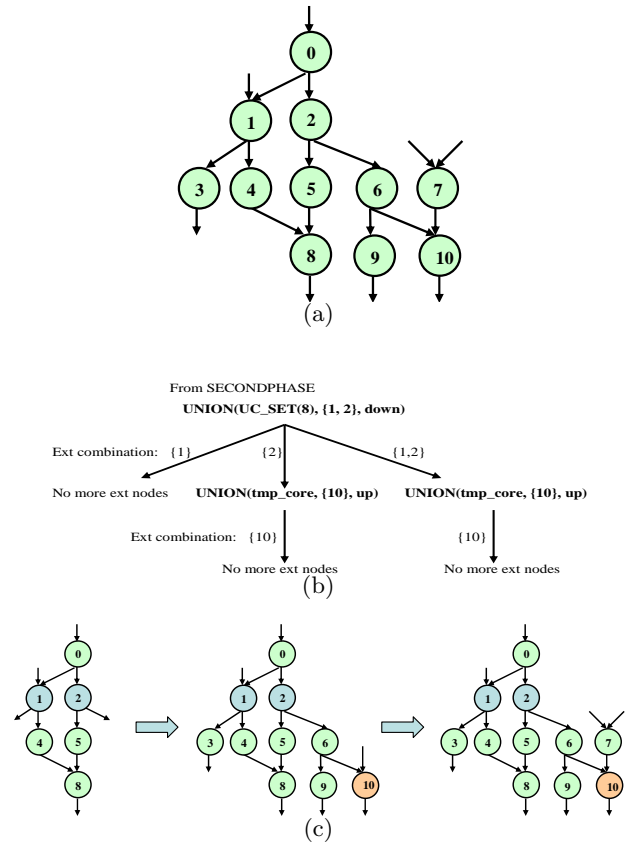 0
1 2
3 4 5 6 7
8 9 10
(a)
From SECONDPHASE
UNION(UC_SET(8), {1, 2}, down)
Ext combination: {1} {2} {1,2}
No more ext nodes UNION(tmp_core, {10}, up) UNION(tmp_core, {10}, up)
Ext combination: {10} {10}
No more ext nodes No more ext nodes
(b)
0 0 0
1 2 1 2 1 2
4 5 3 4 5 6 3 4 5 6 7
8 8 9 10 8 9 10
(c)